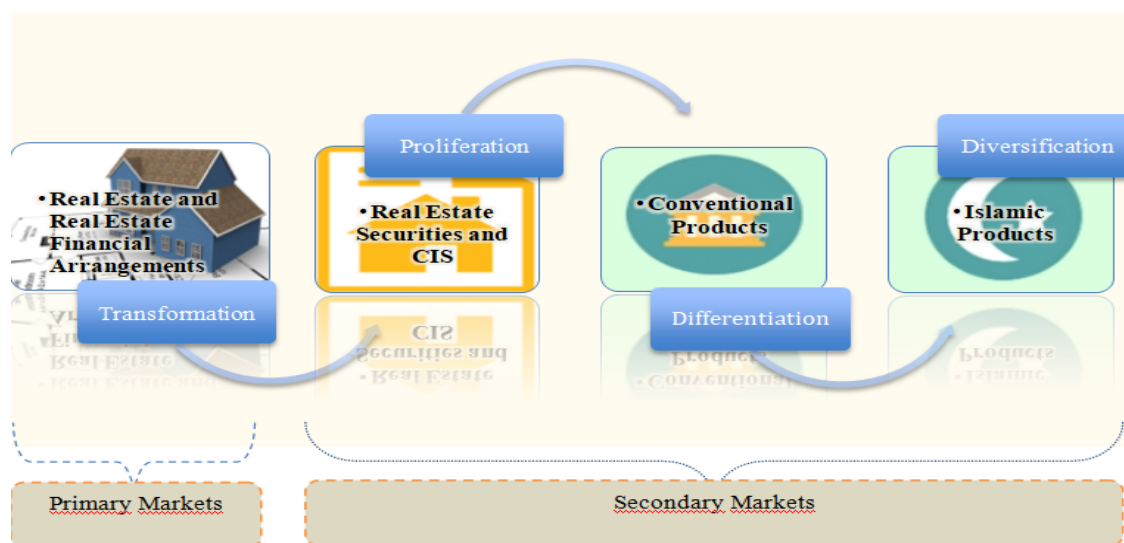 Proliferation
Diversification
• Real Estate and
Real Estate
Financial
Arrangements
• Real Estate
Securities and
CIS
• Conventional
Products
• Islamic
Products
Transformation
Differentiation
Primary Markets
Secondary Markets